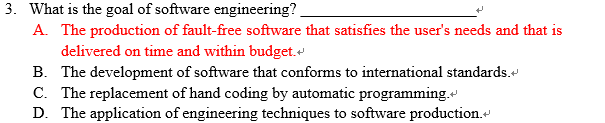 3. What is the goal of software engineering? ________________________
A. The production of fault-free software that satisfies the user's needs and that is
delivered on time and within budget.
B. The development of software that conforms to international standards.
C. The replacement of hand coding by automatic programming.
D. The application of engineering techniques to software production.